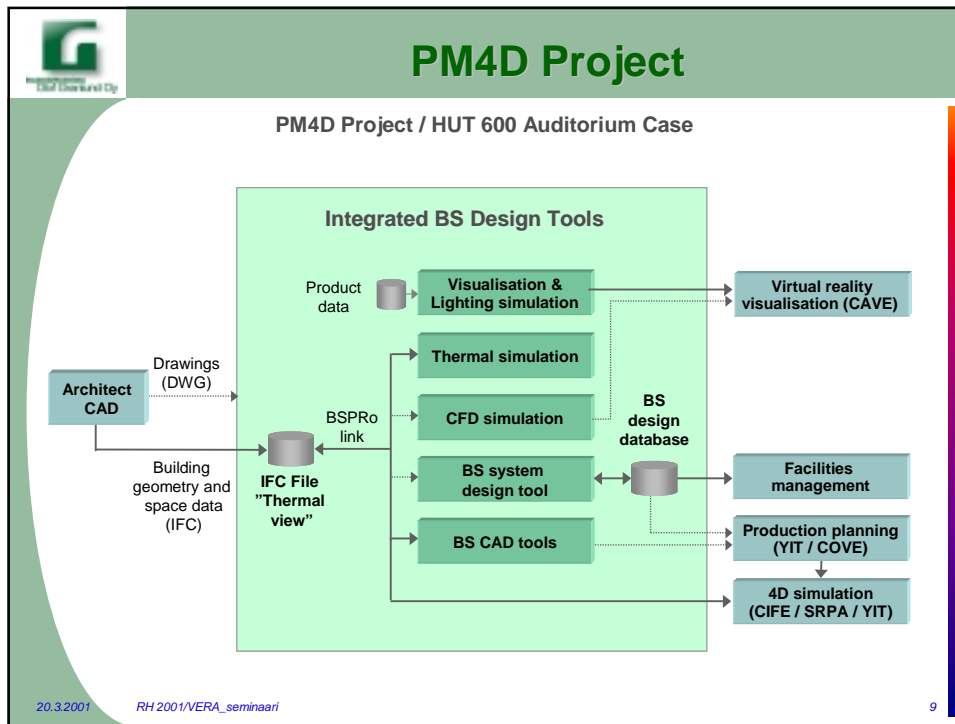 Olof Granlund Oy
PM4D Project
PM4D Project / HUT 600 Auditorium Case
Integrated BS Design Tools
Product
data
Visualisation &
Lighting simulation
Virtual reality
visualisation (CAVE)
Thermal simulation
Drawings
(DWG)
Architect
CAD
BSPRo
link
CFD simulation
BS
design
database
Building
geometry and
space data
(IFC)
IFC File
”Thermal
view”
BS system
design tool
Facilities
management
BS CAD tools
Production planning
(YIT / COVE)
4D simulation
(CIFE / SRPA / YIT)
20.3.2001 RH 2001/VERA_seminaari 9